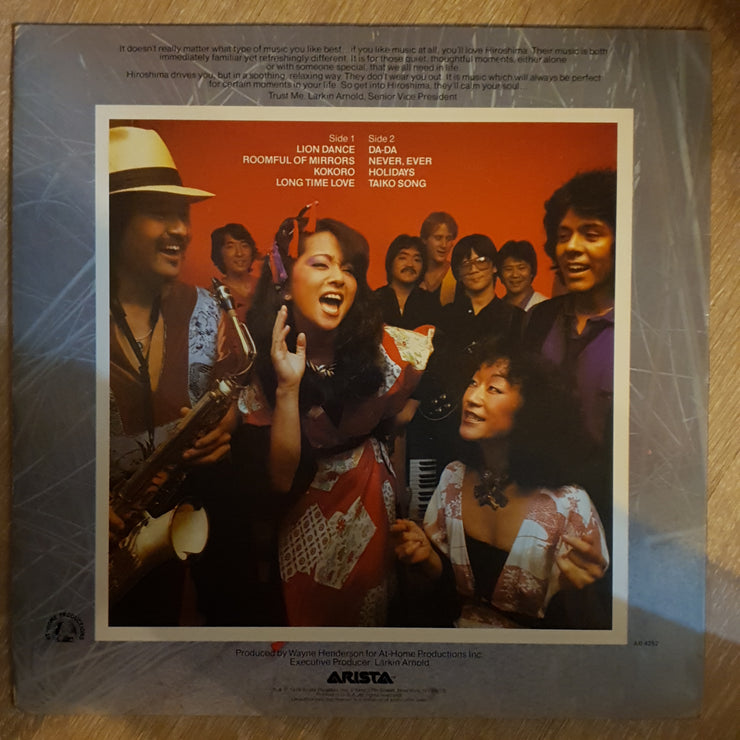 It doesn't really matter what type of music you like best... if you like music at all, you'll love Hiroshima. Their music is both
immediately familiar yet refreshingly different. It is for those quiet, thoughtful moments, either alone
or with someone special, that we all need in life.
Hiroshima drives you, but in a soothing, relaxing way. They don't wear you out. It is music which will always be perfect
for certain moments in your life. So get into Hiroshima, they'll calm your soul.
Trust Me. Larkin Arnold, Senior Vice President
Side 1
LION DANCE
ROOMFUL OF MIRRORS
KOKORO
LONG TIME LOVE
Side 2
DA-DA
NEVER, EVER
HOLIDAYS
TAIKO SONG
AT-HOME PRODUCTIONS
AB 4252
Produced by Wayne Henderson for At-Home Productions Inc.
Executive Producer: Larkin Arnold
ARISTA